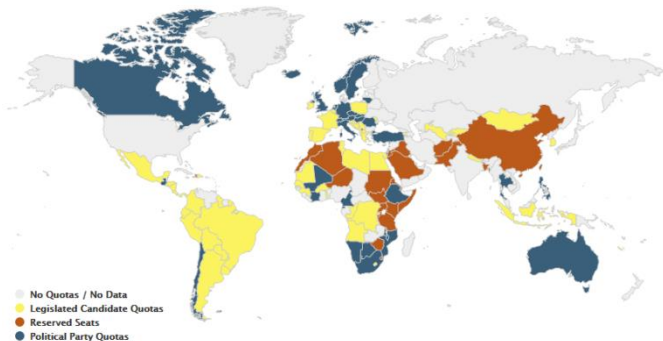 No Quotas / No Data
Legislated Candidate Quotas
Reserved Seats
Political Party Quotas